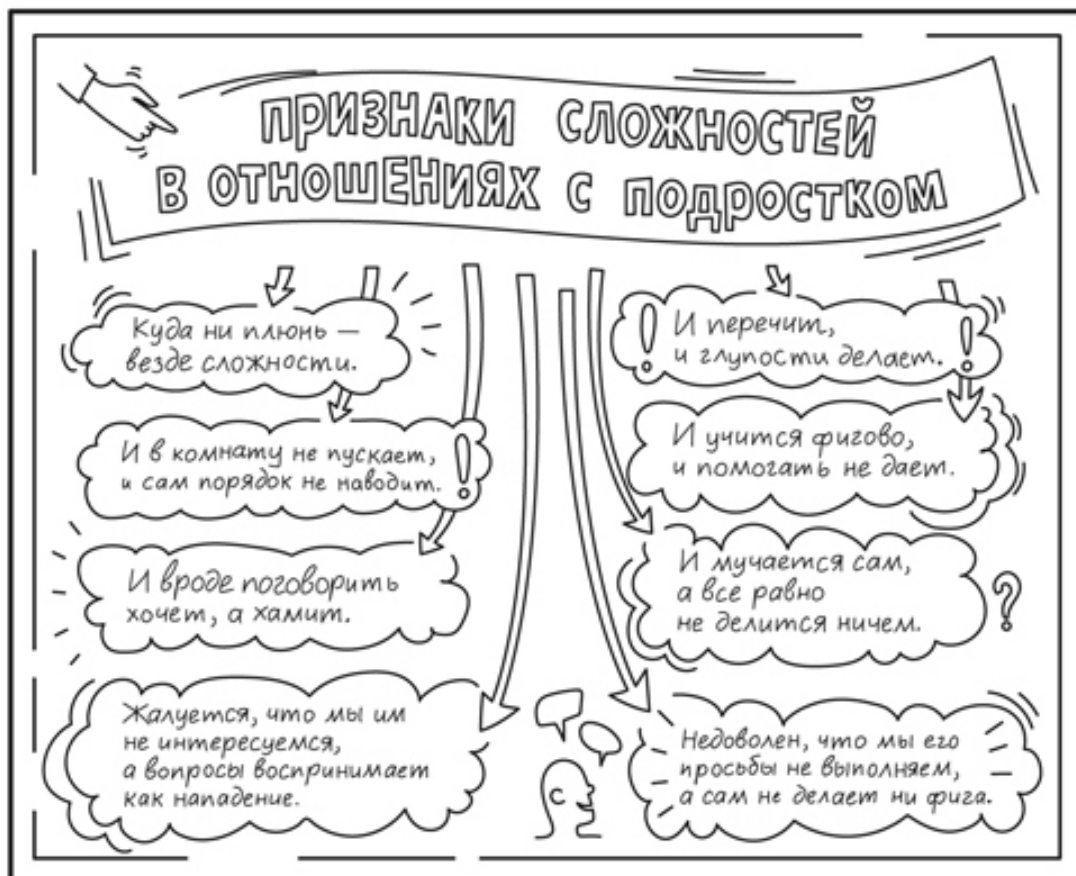 ПРИЗНАКИ СЛОЖНОСТЕЙ
В ОТНОШЕНИЯХ С ПОДРОСТКОМ
Куда ни плюнь —
везде сложности.
И в комнату не пускает,
и сам порядок не наводит.
И вроде поговорить
хочет, а хамит.
Жалуется, что мы им
не интересуемся,
а вопросы воспринимает
как нападение.
И перечит,
и глупости делает.
И учится фигово,
и помогать не дает.
И мучается сам,
а все равно
не делится ничем.
Недоволен, что мы его
просьбы не выполняем,
а сам не делает ни фига.